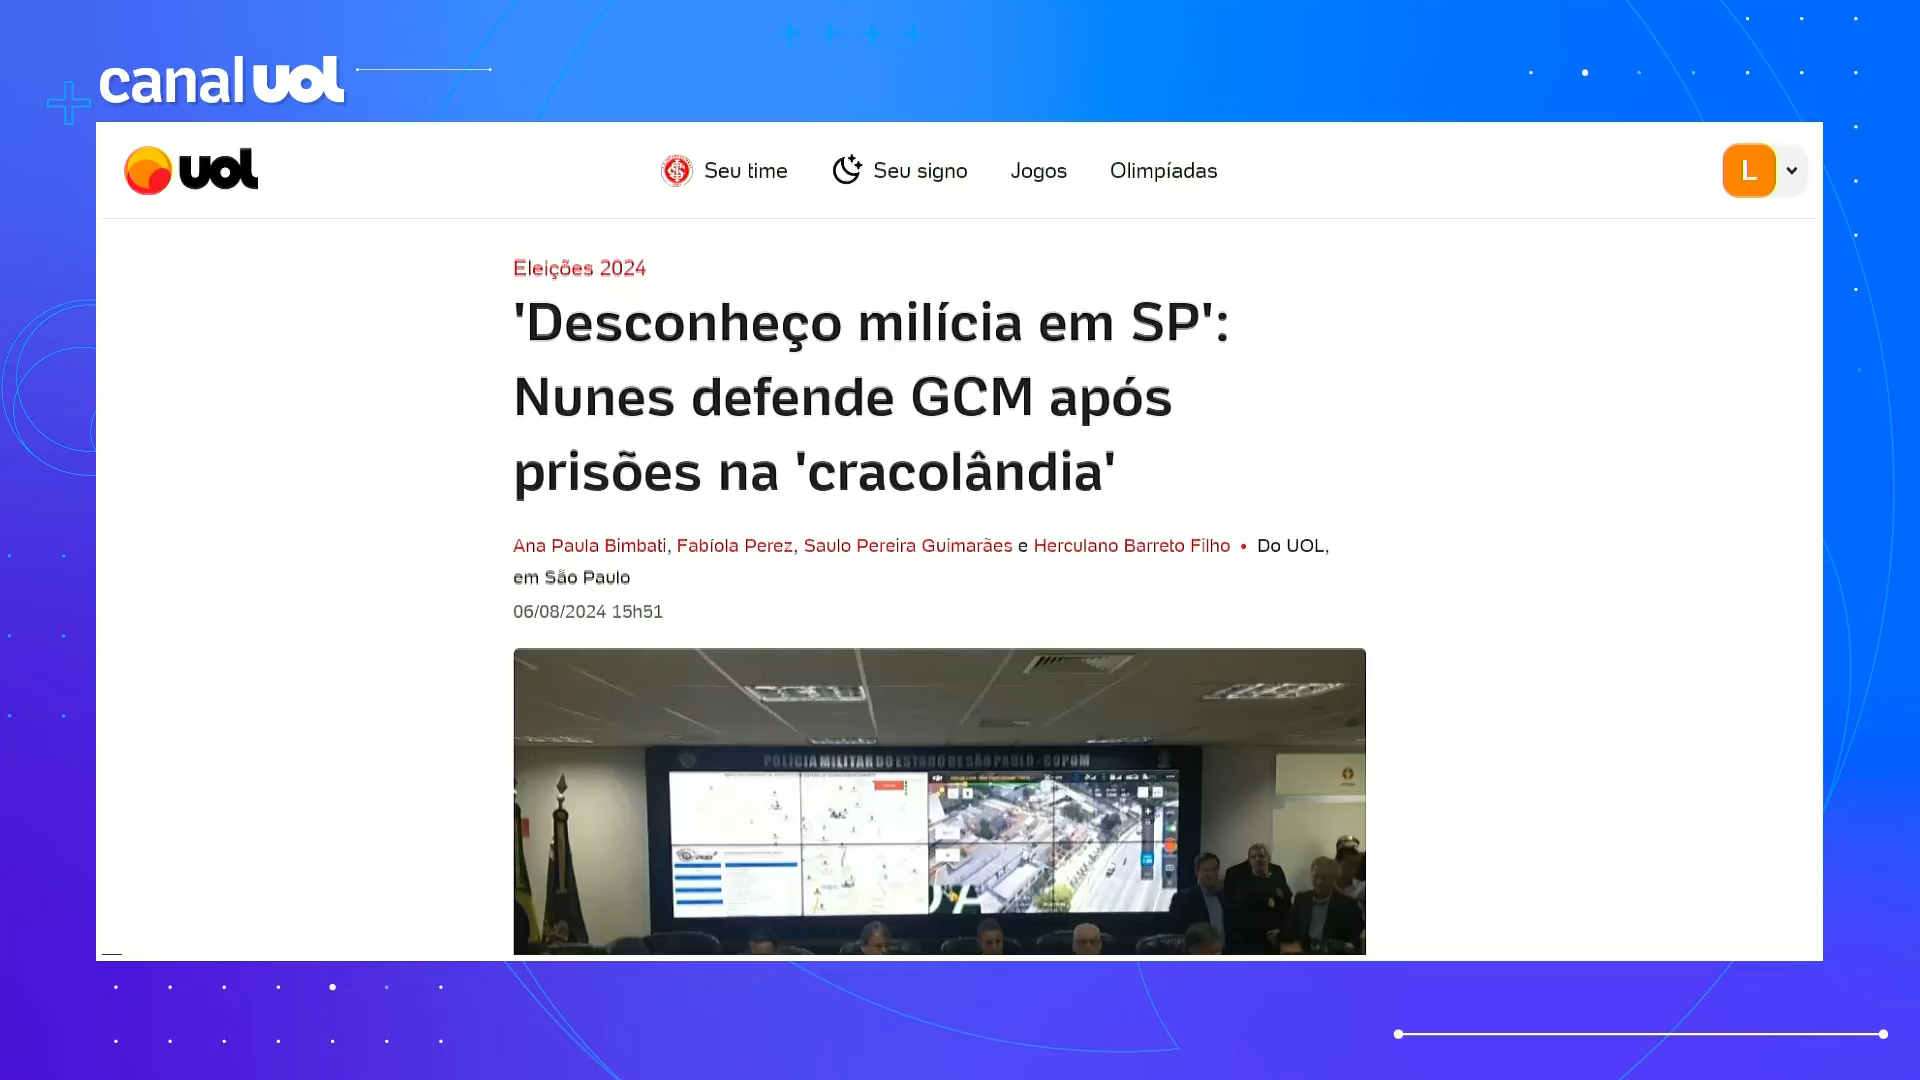 canal uol
uol
Seu time
Seu signo
Jogos
Olimpíadas
L
Eleições 2024
'Desconheço milícia em SP':
Nunes defende GCM após
prisões na 'cracolândia'
Ana Paula Bimbati, Fabíola Perez, Saulo Pereira Guimarães e Herculano Barreto Filho • Do UOL,
em São Paulo
06/08/2024 15h51
POLÍCIA MILITAR DO ESTADO DE SÃO PAULO - COPOM